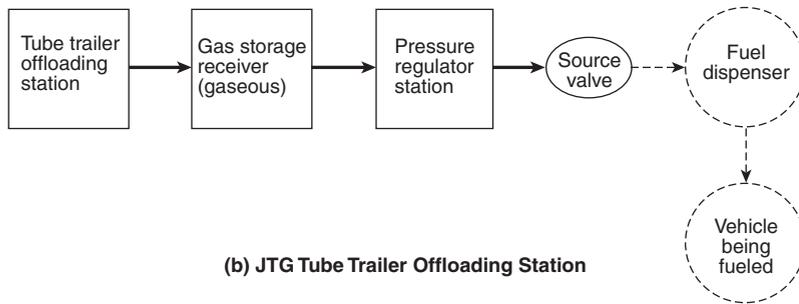 Tube trailer
offloading
station
Gas storage
receiver
(gaseous)
Pressure
regulator
station
Source
valve
Fuel
dispenser
Vehicle
being
fueled
(b) JTG Tube Trailer Offloading Station